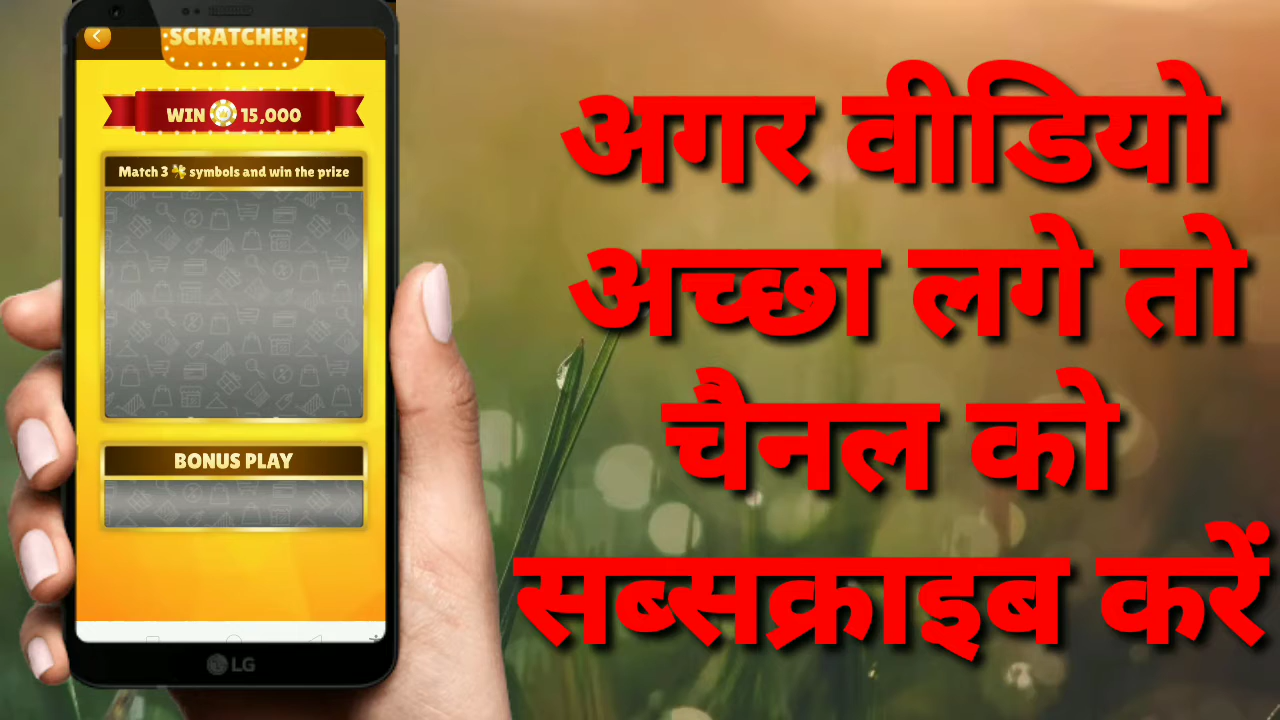 SCRATCHER
WIN 15,000
Match 3 symbols and win the prize
BONUS PLAY
LG
अगर वीडियो
अच्छा लगे तो
चैनल को
सब्सक्राइब करें